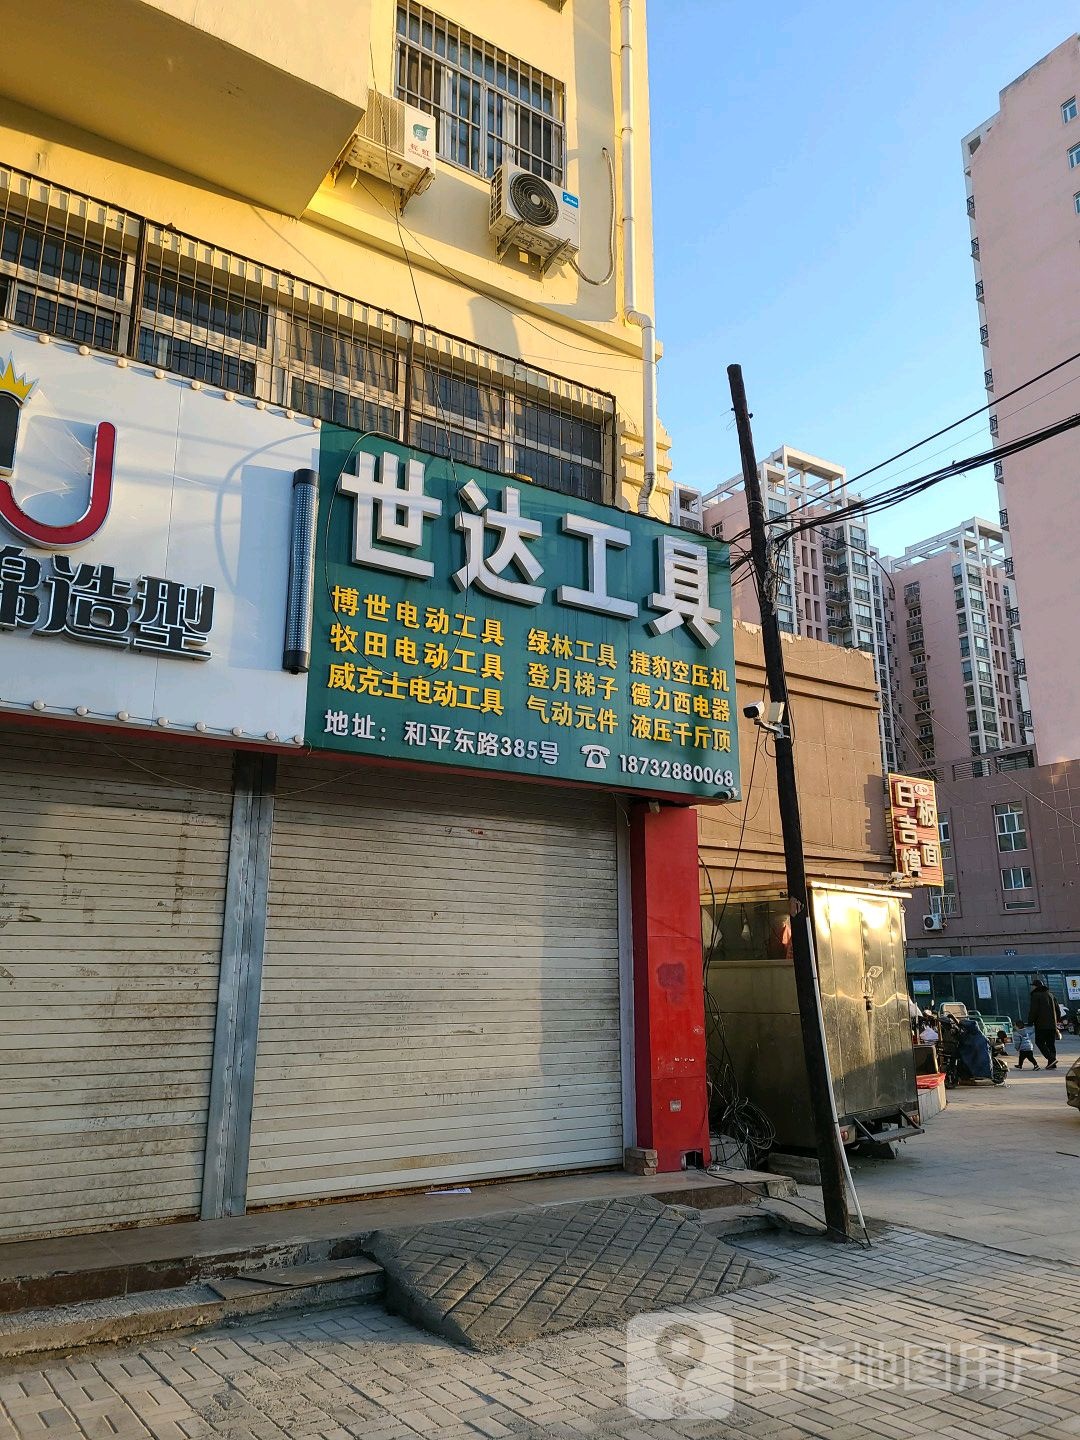 锦造型
世达工具
博世电动工具 绿林工具 捷豹空压机
牧田电动工具 登月梯子 德力西电器
威克士电动工具 气动元件 液压千斤顶
地址：和平东路385号 ☎ 18732880068
白吉馍
板面
Midea
百度地图用户